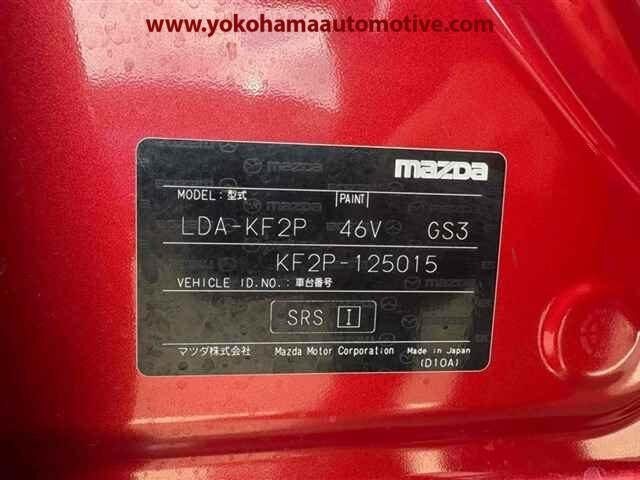 www.yokohamaautomotive.com
mazda
MODEL: 型式 PAINT
LDA-KF2P 46V GS3
KF2P-125015
VEHICLE ID.NO.: 車台番号
SRS I
マツダ株式会社 Mazda Motor Corporation Made in Japan
(D10A)